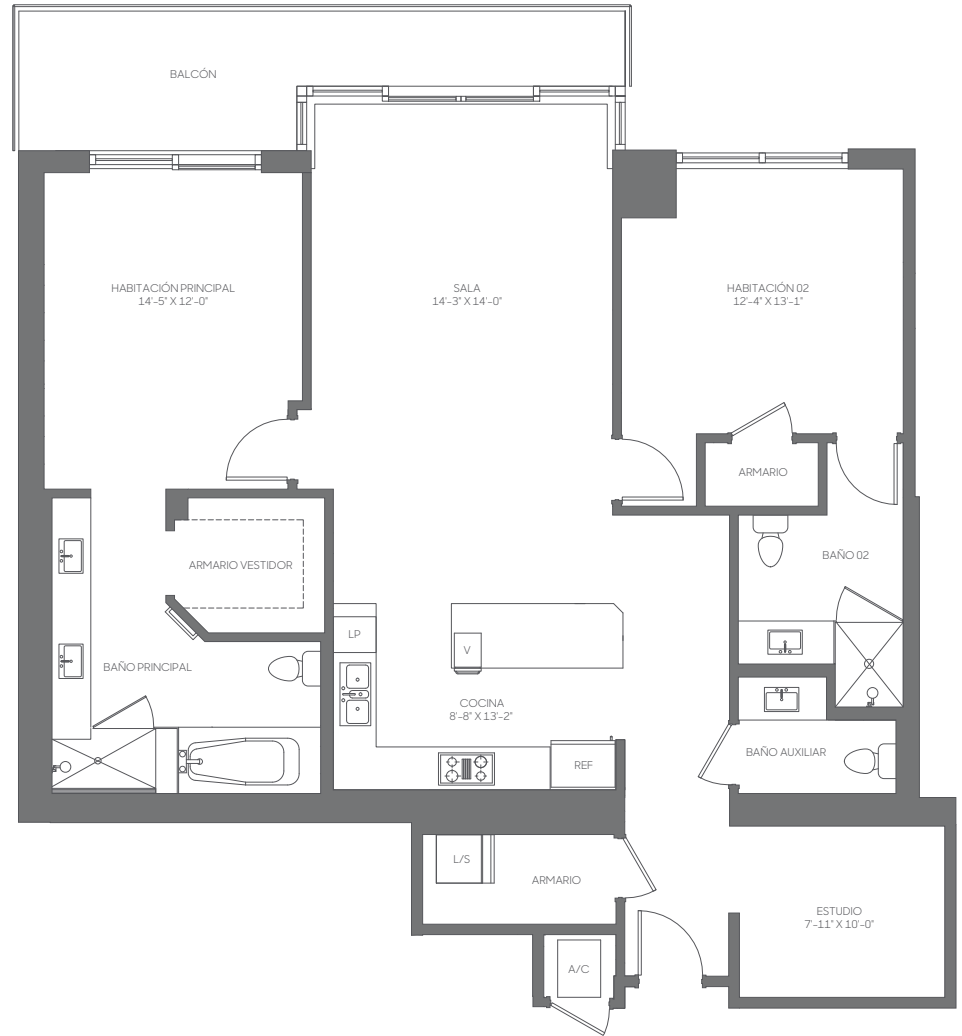 BALCÓN
HABITACIÓN PRINCIPAL
14'-5" X 12'-0"
SALA
14'-3" X 14'-0"
HABITACIÓN 02
12'-4" X 13'-1"
ARMARIO
ARMARIO VESTIDOR
BAÑO 02
LP
V
BAÑO PRINCIPAL
COCINA
8'-8" X 13'-2"
REF
BAÑO AUXILIAR
L/S
ARMARIO
ESTUDIO
7'-11" X 10'-0"
A/C